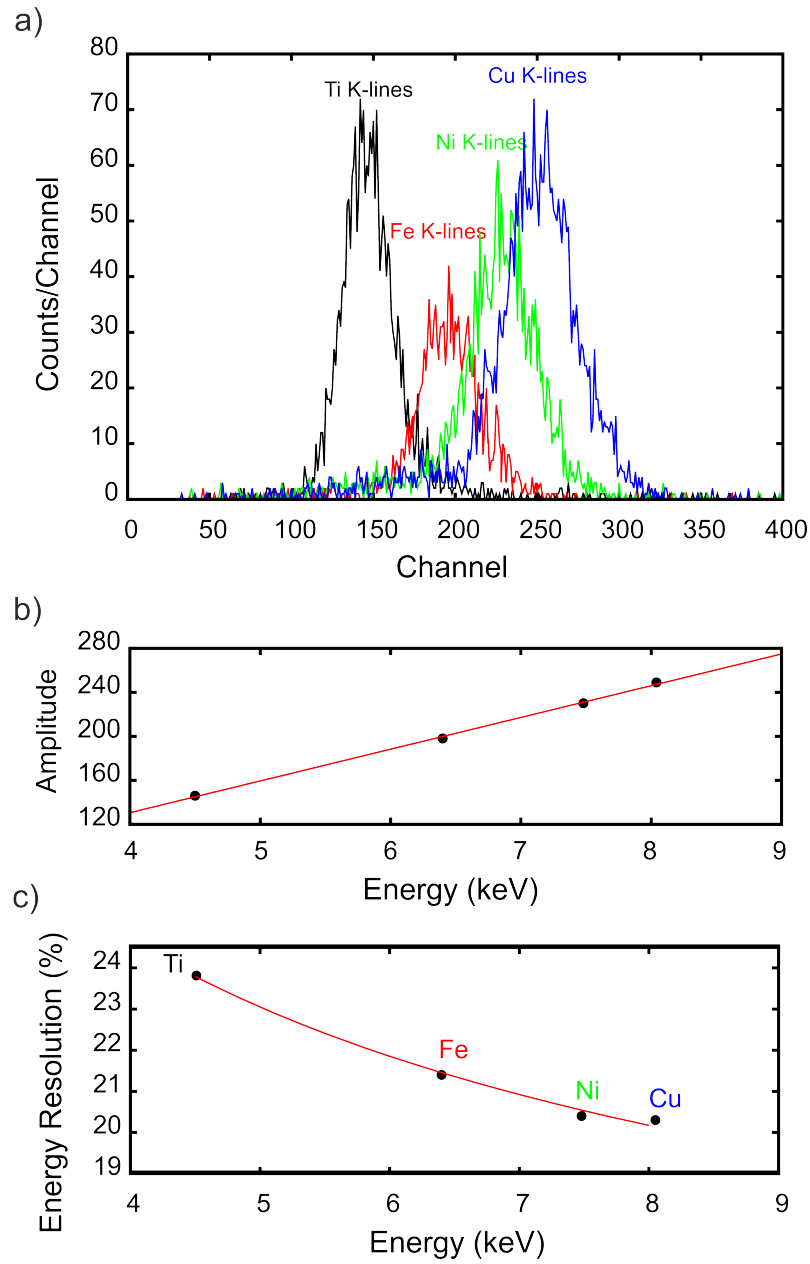 a)
80
70
60
50
40
30
20
10
0
Counts/Channel
Ti K-lines
Cu K-lines
Ni K-lines
Fe K-lines
0 50 100 150 200 250 300 350 400
Channel
b)
280
240
200
160
120
Amplitude
4 5 6 7 8 9
Energy (keV)
c)
24
23
22
21
20
19
Energy Resolution (%)
Ti
Fe
Ni
Cu
4 5 6 7 8 9
Energy (keV)